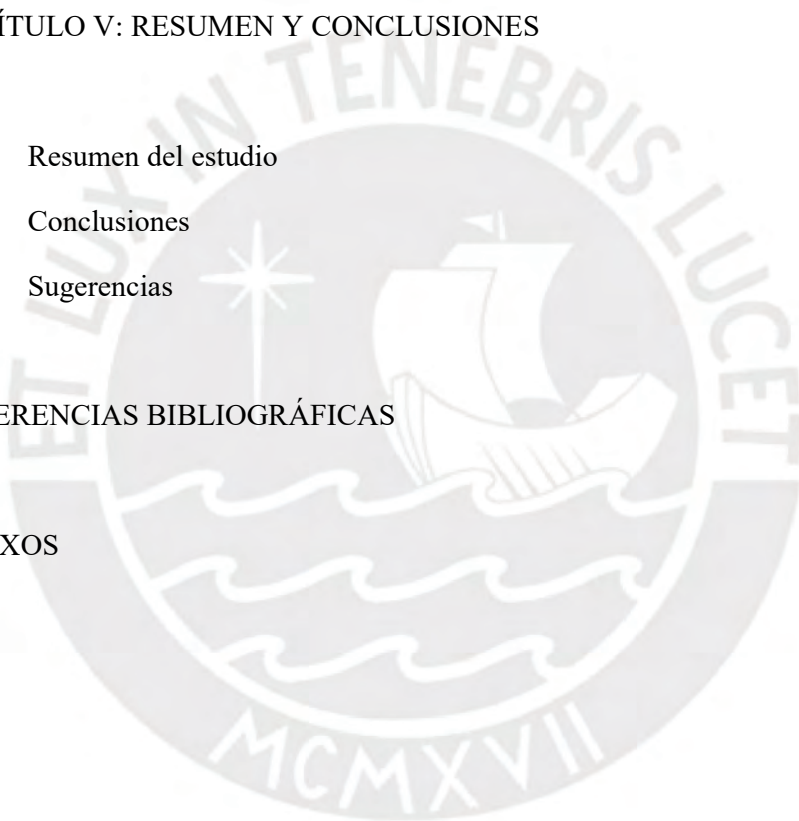 ÍTULO V: RESUMEN Y CONCLUSIONES
Resumen del estudio
Conclusiones
Sugerencias
ERENCIAS BIBLIOGRÁFICAS
XOS
ET LUX IN TENEBRIS LUCET
MCMXVII